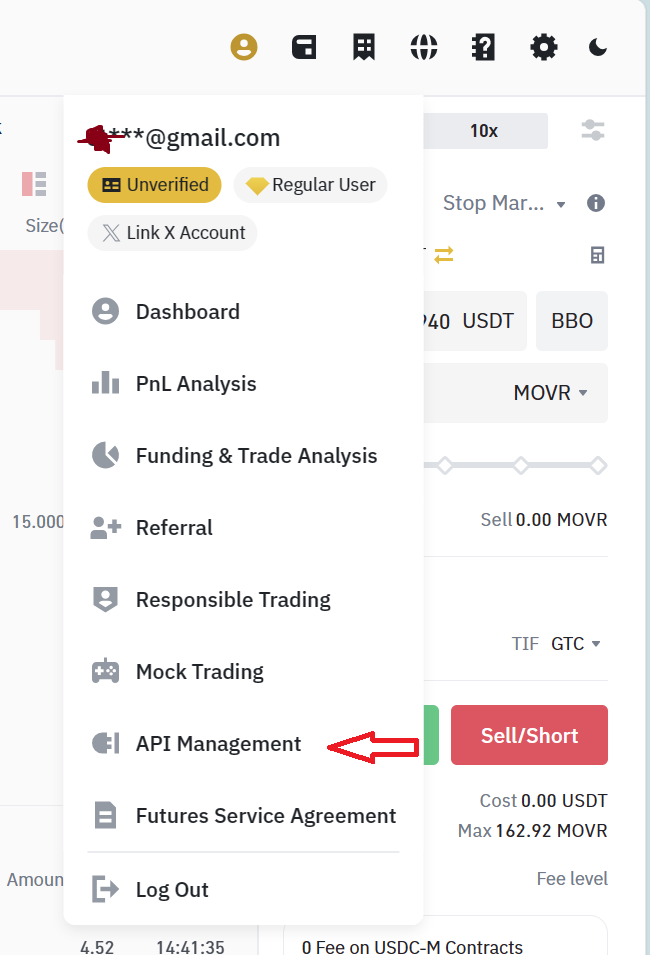 10x
***@gmail.com
Unverified
Regular User
Stop Mar...
Link X Account
Size(
940 USDT
BBO
Dashboard
PnL Analysis
MOVR
Funding & Trade Analysis
15.000
Sell 0.00 MOVR
Referral
Responsible Trading
TIF GTC
Mock Trading
API Management
Sell/Short
Cost 0.00 USDT
Futures Service Agreement
Max 162.92 MOVR
Amoun
Log Out
Fee level
4.52
14:41:35
0 Fee on USDC-M Contracts